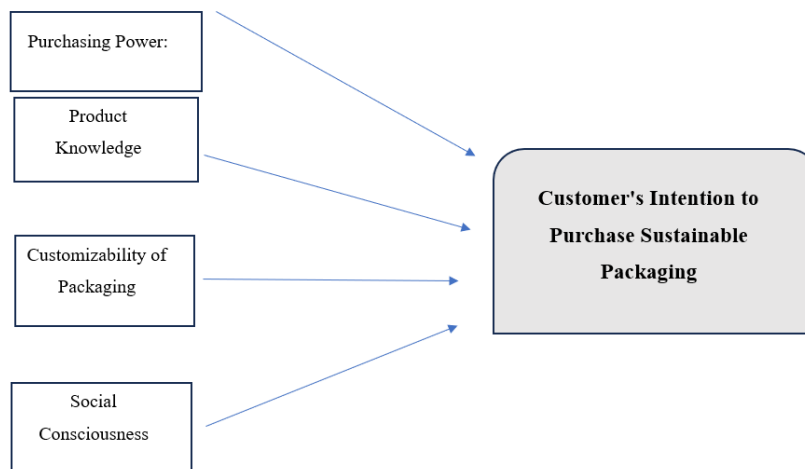 Purchasing Power:
Product
Knowledge
Customizability of
Packaging
Social
Consciousness
Customer's Intention to
Purchase Sustainable
Packaging